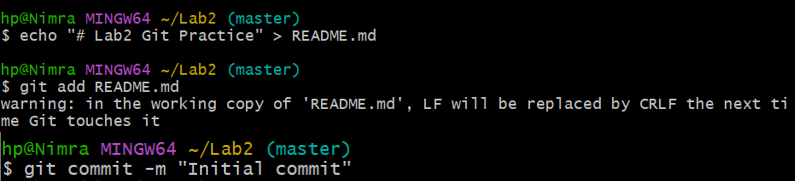 hp@Nimra MINGW64 ~/Lab2 (master)
$ echo "# Lab2 Git Practice" > README.md
hp@Nimra MINGW64 ~/Lab2 (master)
$ git add README.md
warning: in the working copy of 'README.md', LF will be replaced by CRLF the next ti
me Git touches it
hp@Nimra MINGW64 ~/Lab2 (master)
$ git commit -m "Initial commit"